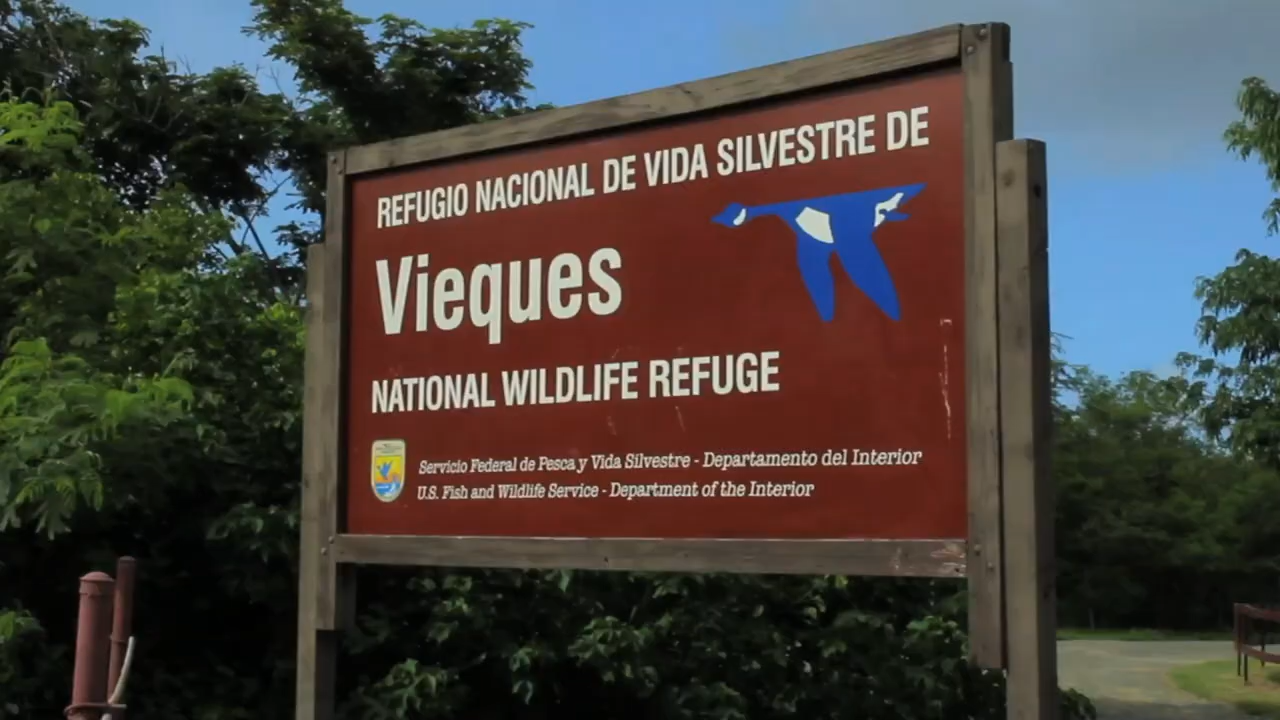 REFUGIO NACIONAL DE VIDA SILVESTRE DE
Vieques
NATIONAL WILDLIFE REFUGE
Servicio Federal de Pesca y Vida Silvestre - Departamento del Interior
U.S. Fish and Wildlife Service - Department of the Interior